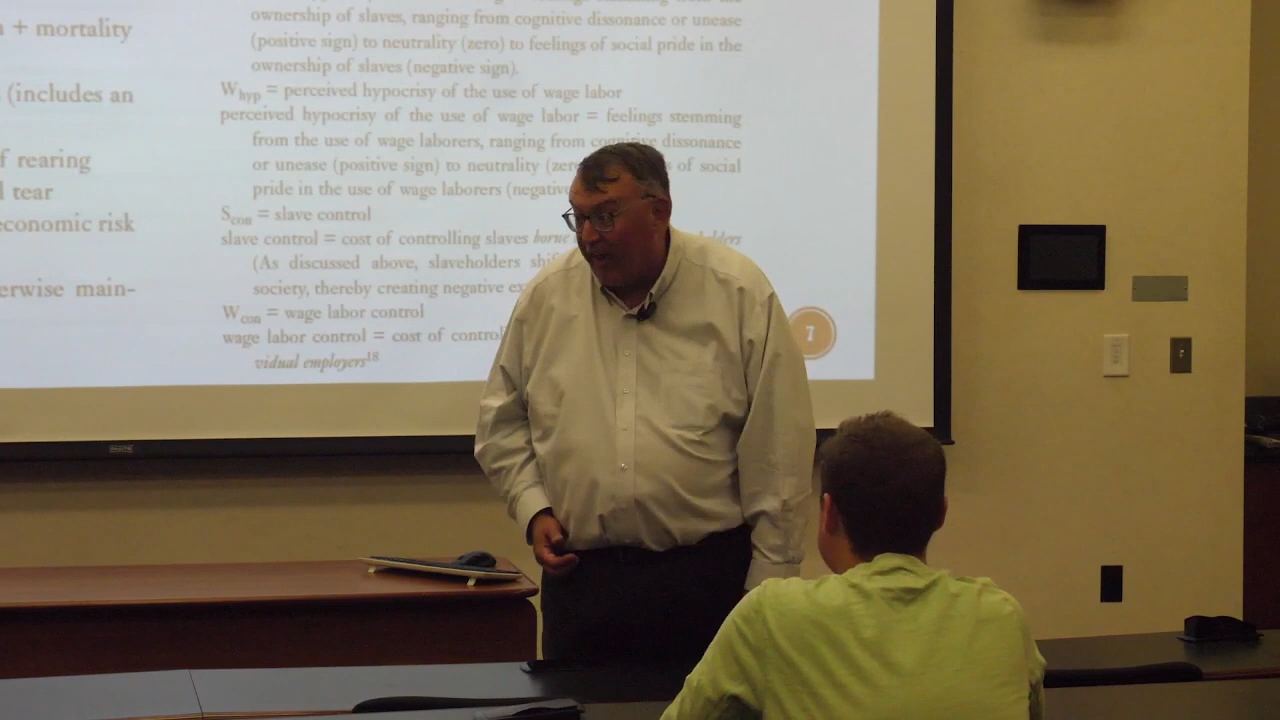 + mortality
(includes an
f rearing
l tear
economic risk
erwise main-
ownership of slaves, ranging from cognitive dissonance or unease
(positive sign) to neutrality (zero) to feelings of social pride in the
ownership of slaves (negative sign).
Whyp = perceived hypocrisy of the use of wage labor
perceived hypocrisy of the use of wage labor = feelings stemming
from the use of wage laborers, ranging from cognitive dissonance
or unease (positive sign) to neutrality (zero of social
pride in the use of wage laborers (negative
Scon = slave control
slave control = cost of controlling slaves borne
(As discussed above, slaveholders shif
society, thereby creating negative ex
Wcon = wage labor control
wage labor control = cost of control
vidual employers18
7